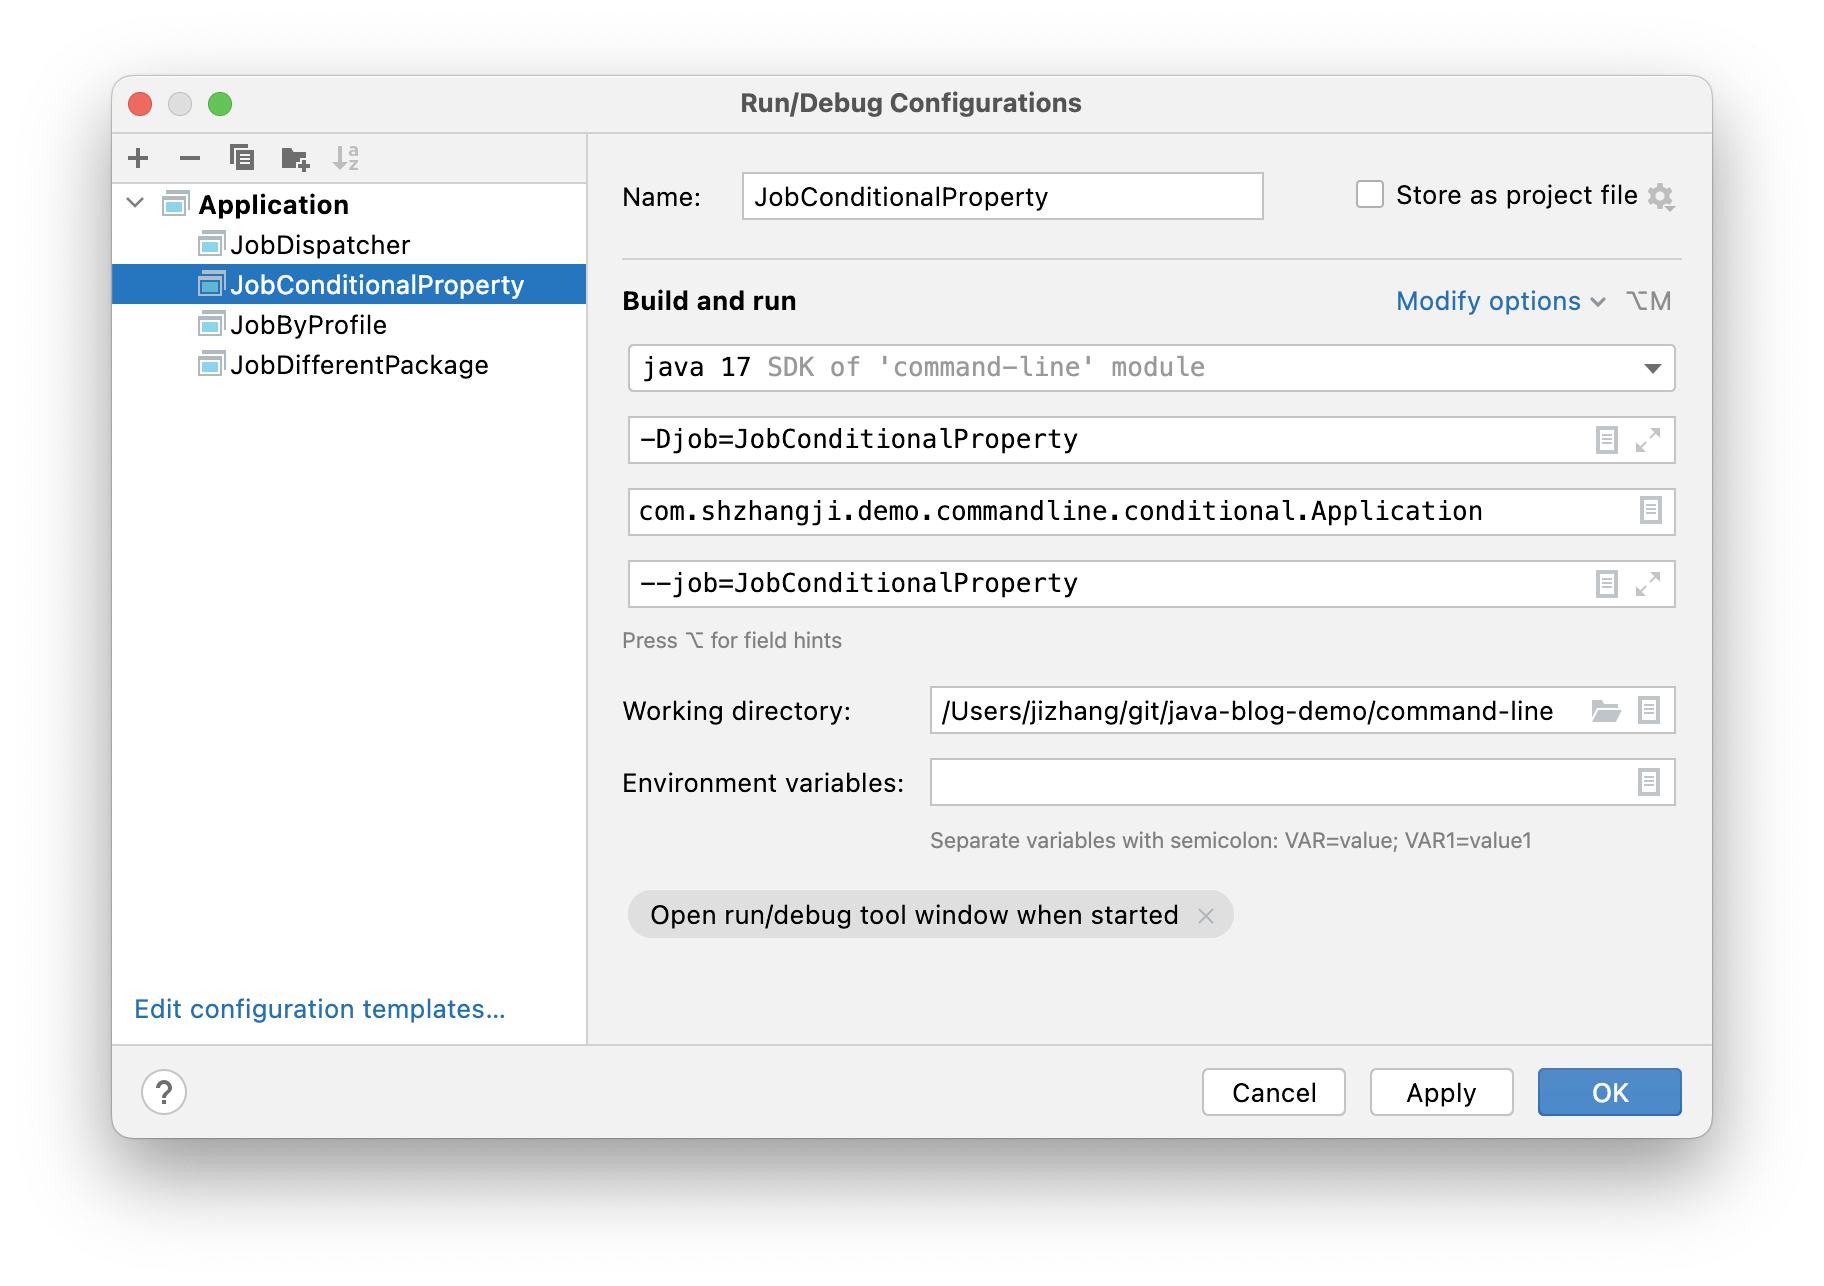 Run/Debug Configurations
Application
JobDispatcher
JobConditionalProperty
JobByProfile
JobDifferentPackage
Edit configuration templates...
Name: JobConditionalProperty Store as project file
Build and run Modify options ⌥M
java 17 SDK of 'command-line' module
-Djob=JobConditionalProperty
com.shzhangji.demo.commandline.conditional.Application
--job=JobConditionalProperty
Press ⌥ for field hints
Working directory: /Users/jizhang/git/java-blog-demo/command-line
Environment variables:
Separate variables with semicolon: VAR=value; VAR1=value1
Open run/debug tool window when started ×
? Cancel Apply OK